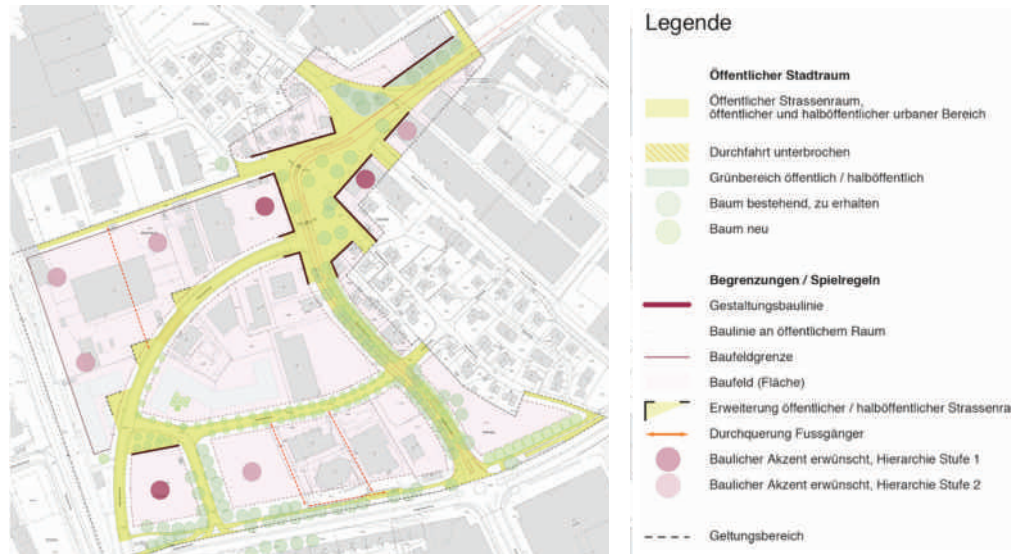 Legende
Öffentlicher Stadtraum
Öffentlicher Strassenraum,
öffentlicher und halböffentlicher urbaner Bereich
Durchfahrt unterbrochen
Grünbereich öffentlich / halböffentlich
Baum bestehend, zu erhalten
Baum neu
Begrenzungen / Spielregeln
Gestaltungsbaulinie
Baulinie an öffentlichem Raum
Baufeldgrenze
Baufeld (Fläche)
Erweiterung öffentlicher / halböffentlicher Strassenra
Durchquerung Fussgänger
Baulicher Akzent erwünscht, Hierarchie Stufe 1
Baulicher Akzent erwünscht, Hierarchie Stufe 2
Geltungsbereich